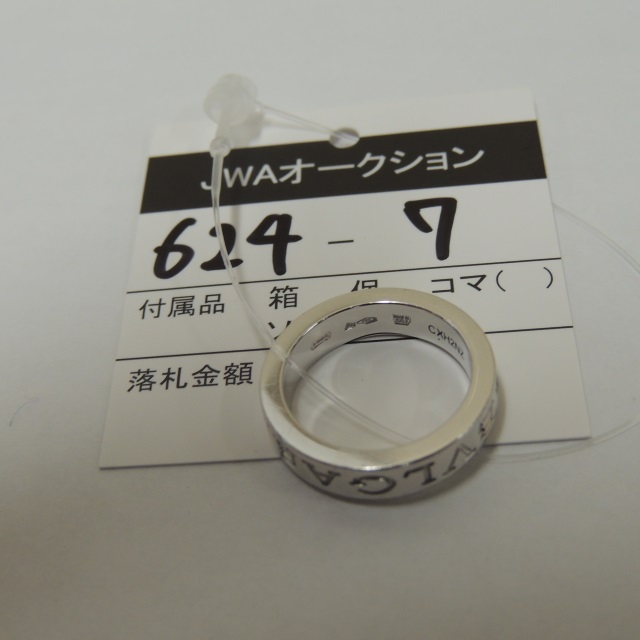 JWAオークション
624-7
付属品 箱 保 コマ( )
落札金額
CXH2NZ
VLGA